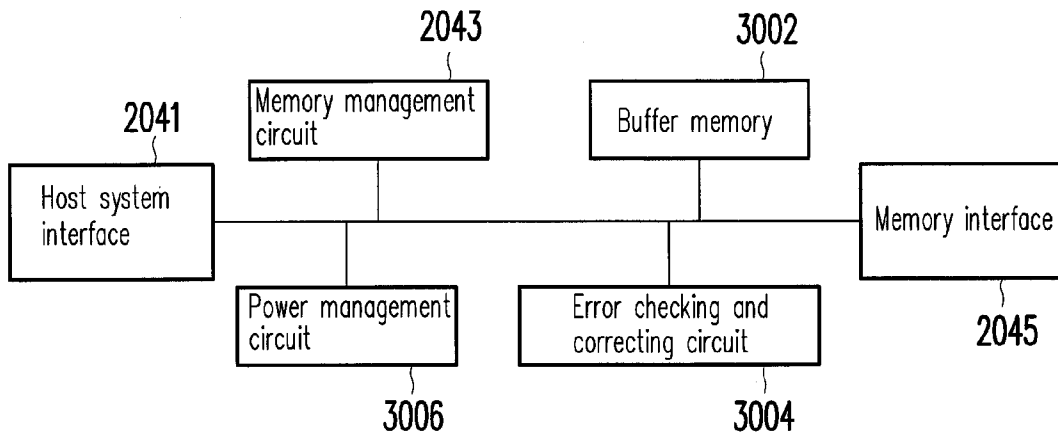 2043
3002
Memory management
circuit
Buffer memory
2041
Host system
interface
Memory interface
Power management
circuit
Error checking and
correcting circuit
2045
3006
3004